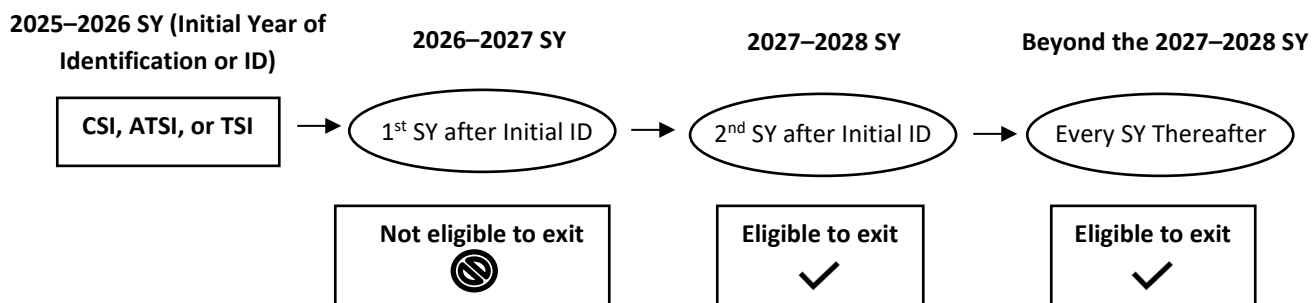 2025–2026 SY (Initial Year of
Identification or ID)
2026–2027 SY
2027–2028 SY
Beyond the 2027–2028 SY
CSI, ATSI, or TSI
1st SY after Initial ID
2nd SY after Initial ID
Every SY Thereafter
Not eligible to exit
Eligible to exit
Eligible to exit